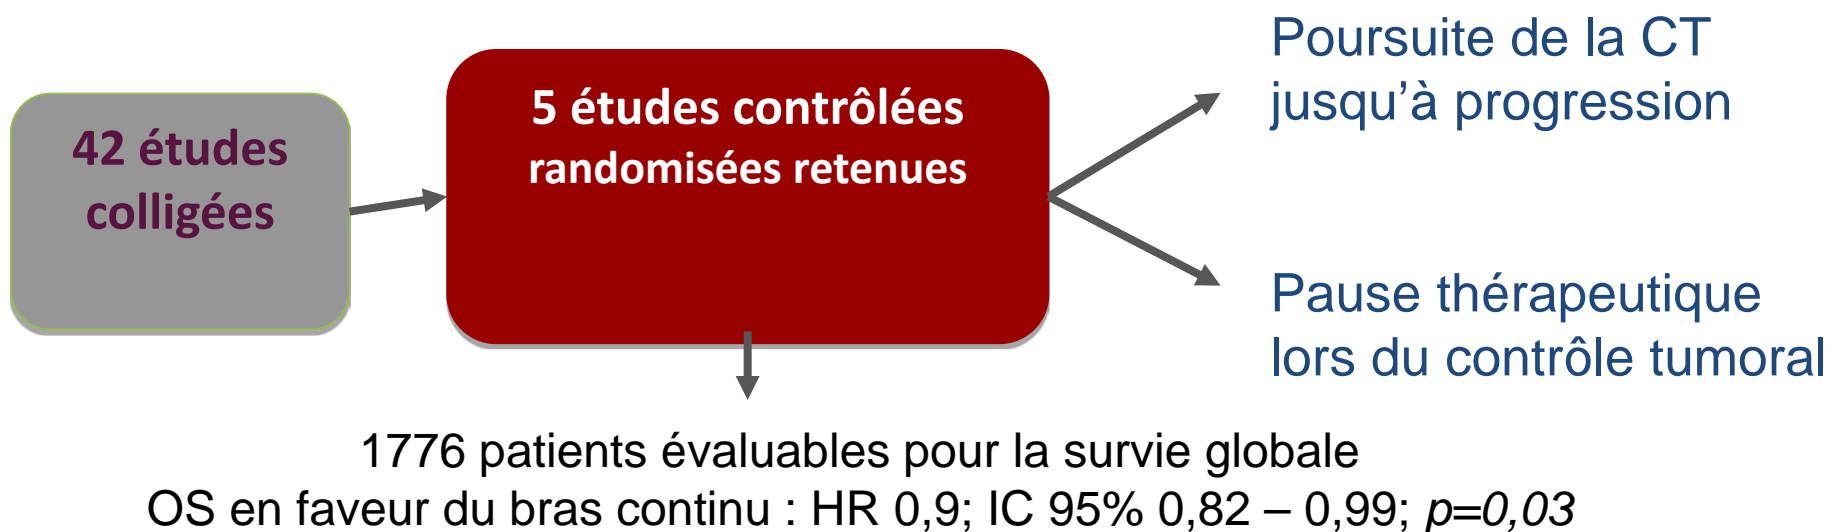 42 études
colligées
5 études contrôlées
randomisées retenues
Poursuite de la CT
jusqu’à progression
Pause thérapeutique
lors du contrôle tumoral
1776 patients évaluables pour la survie globale
OS en faveur du bras continu : HR 0,9; IC 95% 0,82 – 0,99; p=0,03